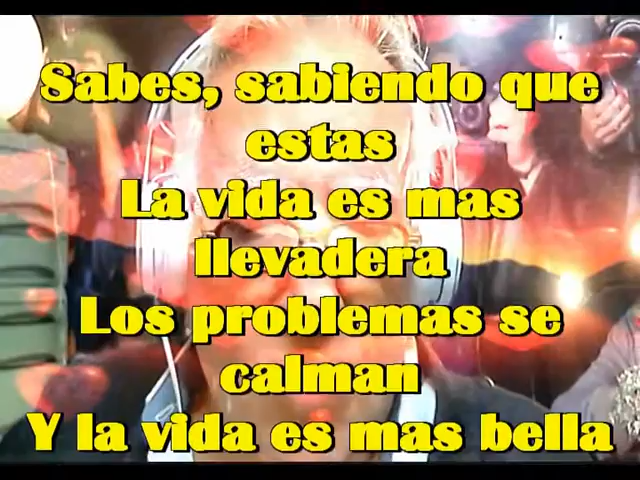 Sabes, sabiendo que
estas
La vida es mas
llevadera
Los problemas se
calman
Y la vida es mas bella